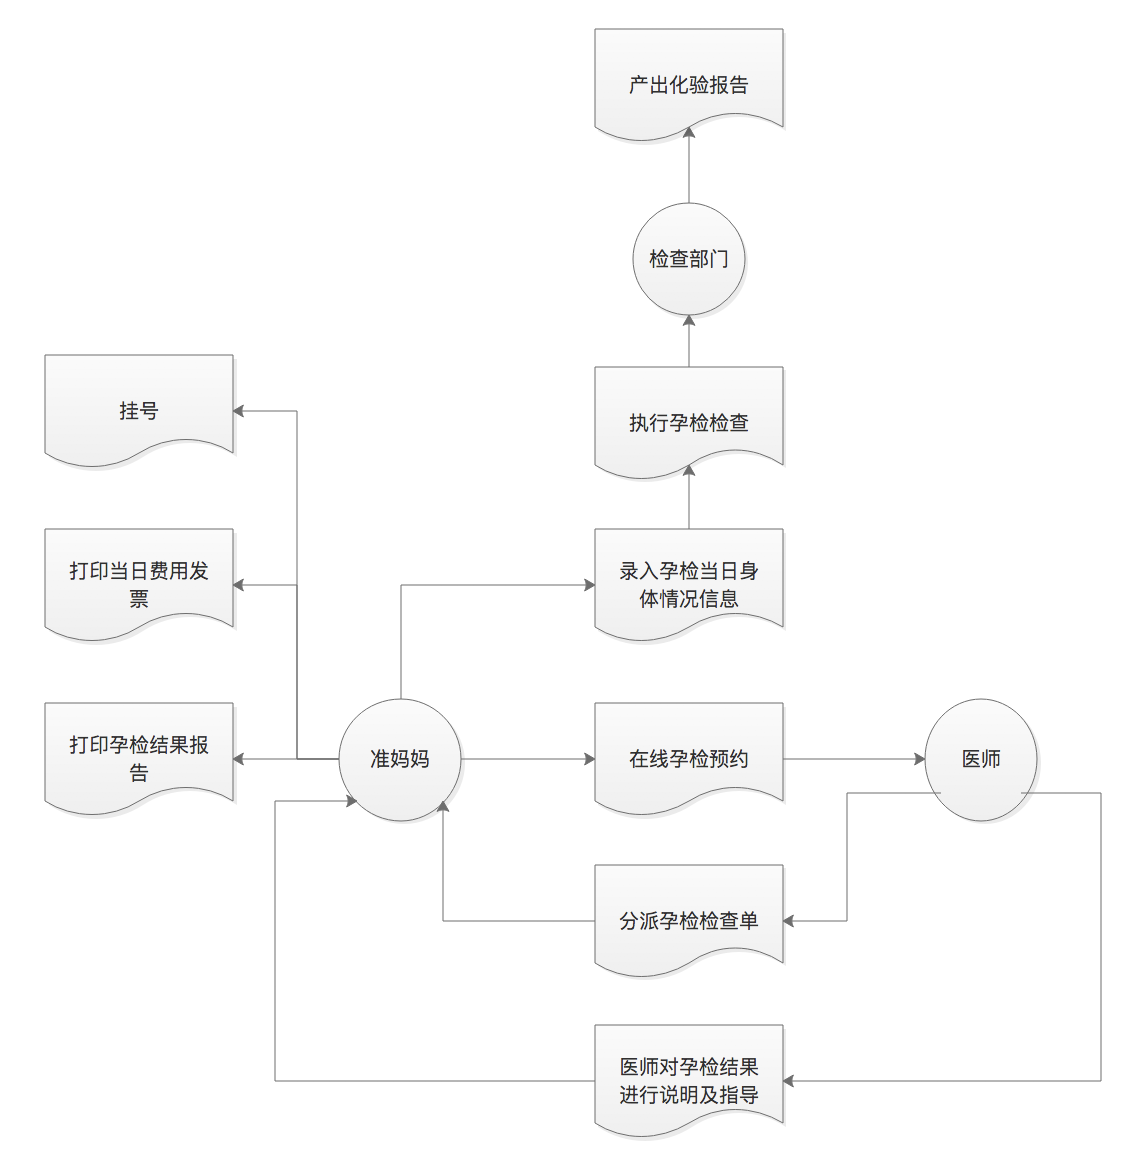 产出化验报告
检查部门
挂号
执行孕检检查
打印当日费用发
票
录入孕检当日身
体情况信息
打印孕检结果报
告
准妈妈
在线孕检预约
医师
分派孕检检查单
医师对孕检结果
进行说明及指导